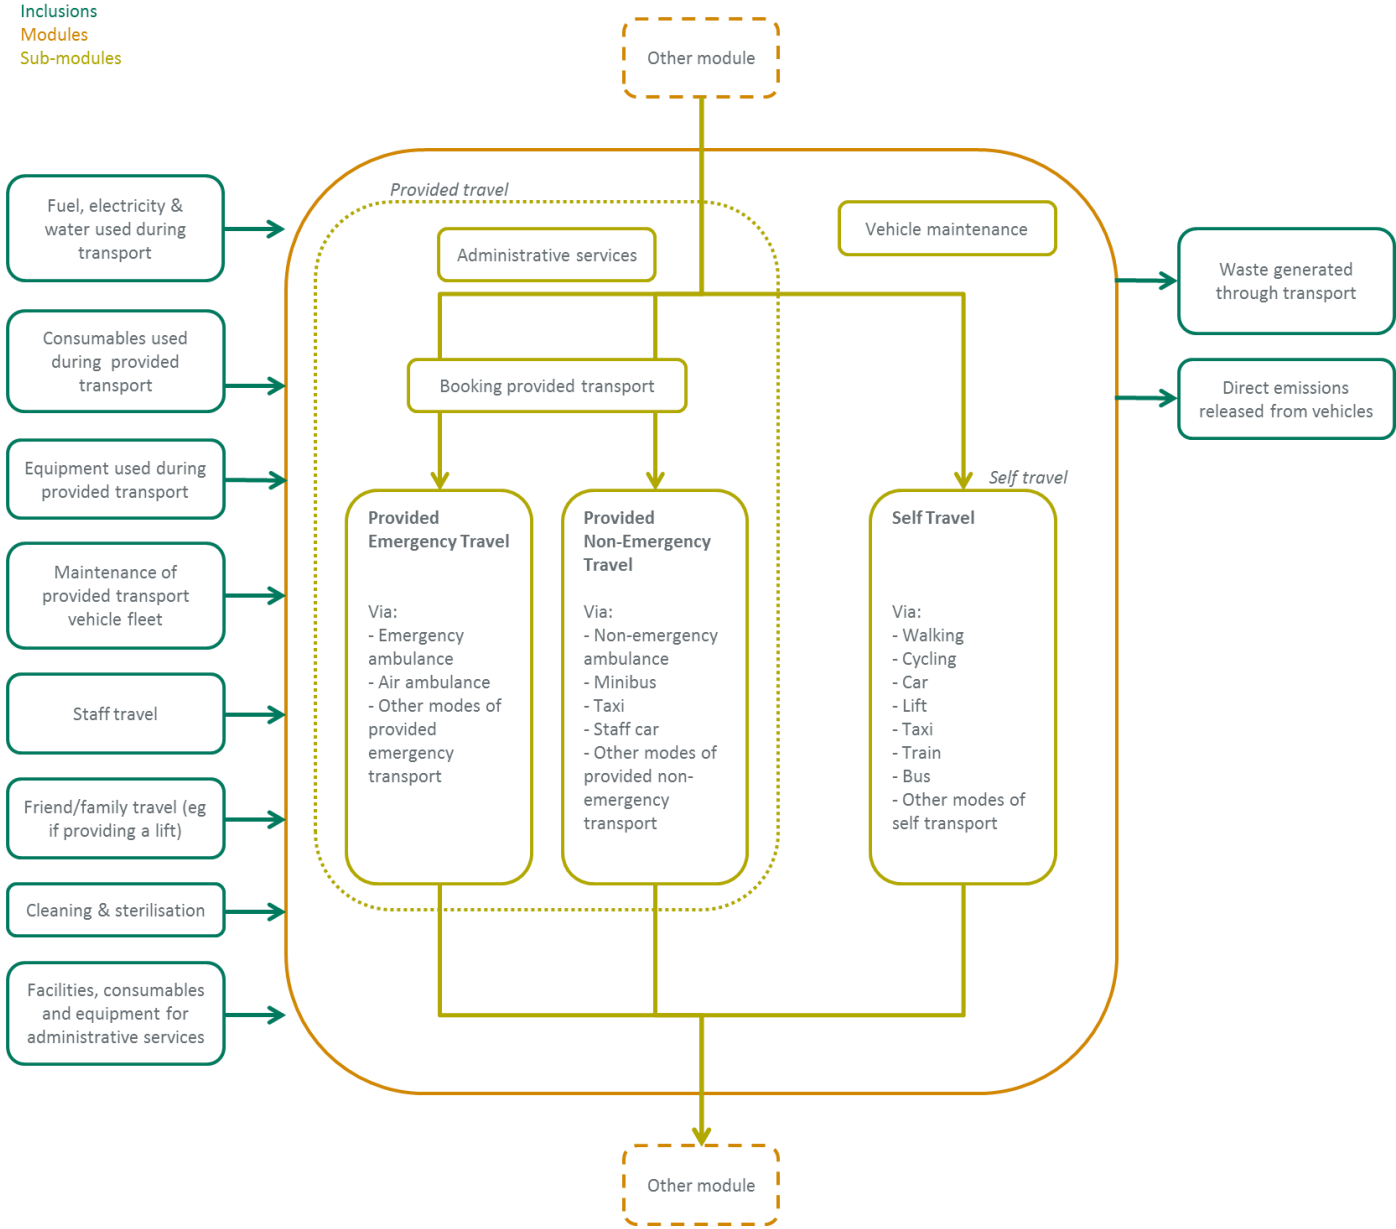 Inclusions
Modules
Sub-modules
Other module
Provided travel
Administrative services
Vehicle maintenance
Booking provided transport
Self travel
Fuel, electricity &
water used during
transport
Consumables used
during provided
transport
Equipment used during
provided transport
Maintenance of
provided transport
vehicle fleet
Staff travel
Friend/family travel (eg
if providing a lift)
Cleaning & sterilisation
Facilities, consumables
and equipment for
administrative services
Provided
Emergency Travel
Via:
- Emergency
ambulance
- Air ambulance
- Other modes of
provided
emergency
transport
Provided
Non-Emergency
Travel
Via:
- Non-emergency
ambulance
- Minibus
- Taxi
- Staff car
- Other modes of
provided non-
emergency
transport
Self Travel
Via:
- Walking
- Cycling
- Car
- Lift
- Taxi
- Train
- Bus
- Other modes of
self transport
Waste generated
through transport
Direct emissions
released from vehicles
Other module